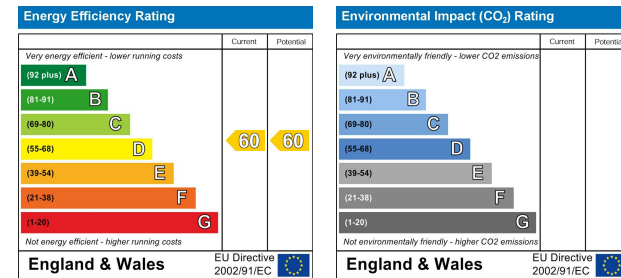 Energy Efficiency Rating
Current Potential
Very energy efficient - lower running costs
(92 plus) A
(81-91) B
(69-80) C
(55-68) D
60 60
(39-54) E
(21-38) F
(1-20) G
Not energy efficient - higher running costs
England & Wales
EU Directive
2002/91/EC
Environmental Impact (CO₂) Rating
Current Potentia
Very environmentally friendly - lower CO2 emissions
(92 plus) A
(81-91) B
(69-80) C
(55-68) D
(39-54) E
(21-38) F
(1-20) G
Not environmentally friendly - higher CO2 emissions
England & Wales
EU Directive
2002/91/EC